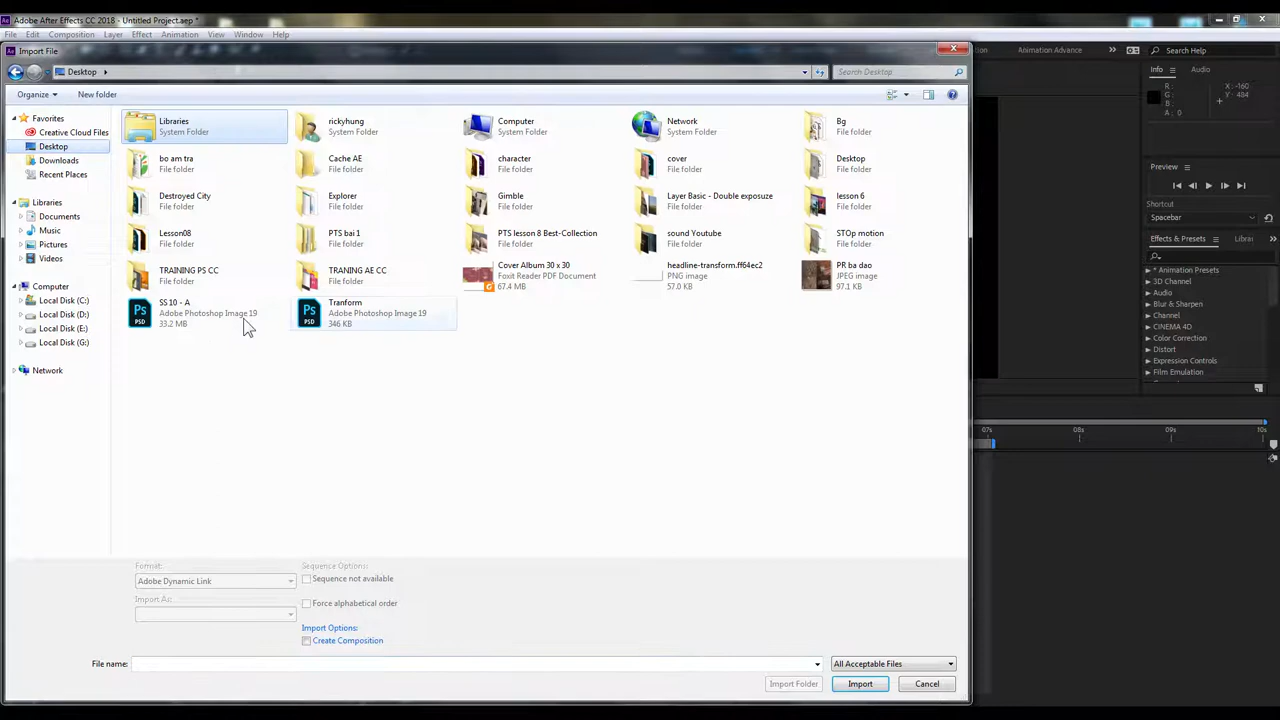 Adobe After Effects CC 2018 - Untitled Project.aep *
File Edit Composition Layer Effect Animation View Window Help
Import File
Animation Advance
Search Help
Desktop
Search Desktop
Organize
New folder
Info
Audio
R :
G :
B :
A : 0
X : -160
Y : 484
Favorites
Creative Cloud Files
Desktop
Downloads
Recent Places
Libraries
Documents
Music
Pictures
Videos
Computer
Local Disk (C:)
Local Disk (D:)
Local Disk (E:)
Local Disk (G:)
Network
Libraries
System Folder
rickyhung
System Folder
Computer
System Folder
Network
System Folder
Bg
File folder
bo am tra
File folder
Cache AE
File folder
character
File folder
cover
File folder
Desktop
File folder
Destroyed City
File folder
Explorer
File folder
Gimble
File folder
Layer Basic - Double exposuze
File folder
lesson 6
File folder
Lesson08
File folder
PTS bai 1
File folder
PTS lesson 8 Best-Collection
File folder
sound Youtube
File folder
STOp motion
File folder
TRAINING PS CC
File folder
TRANING AE CC
File folder
Cover Album 30 x 30
Foxit Reader PDF Document
67.4 MB
headline-transform.ff64ec2
PNG image
57.0 KB
PR ba dao
JPEG image
97.1 KB
SS 10 - A
Adobe Photoshop Image 19
33.2 MB
Tranform
Adobe Photoshop Image 19
346 KB
Preview
Shortcut
Spacebar
Effects & Presets
Librai
* Animation Presets
3D Channel
Audio
Blur & Sharpen
Channel
CINEMA 4D
Color Correction
Distort
Expression Controls
Film Emulation
07s 08s 09s 10s
Format:
Adobe Dynamic Link
Import As:
Sequence Options:
Sequence not available
Force alphabetical order
Import Options:
Create Composition
File name:
All Acceptable Files
Import Folder
Import
Cancel